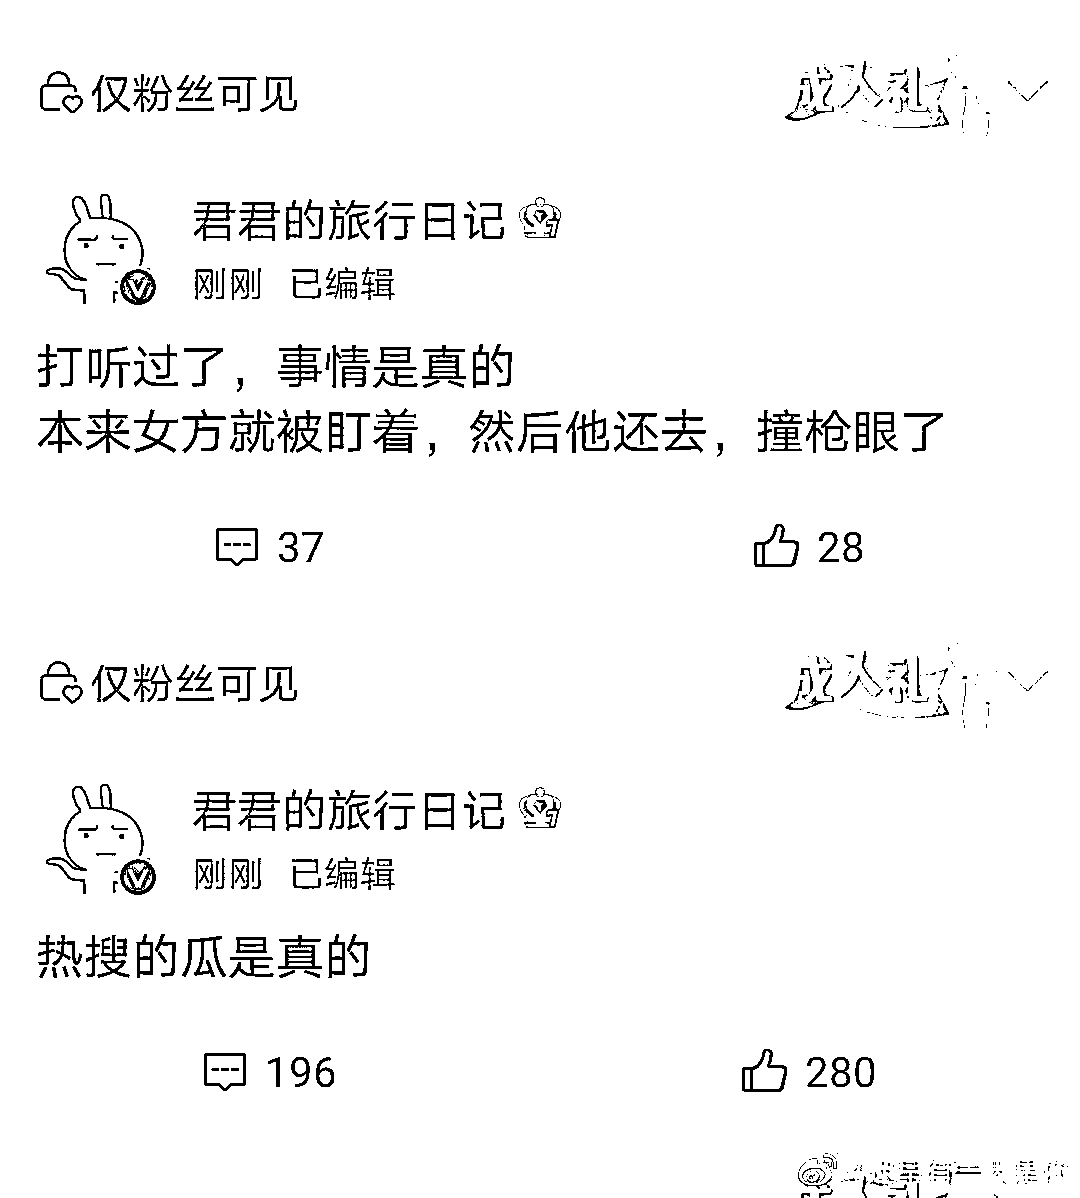 仅粉丝可见
成人礼
君君的旅行日记
刚刚 已编辑
打听过了，事情是真的
本来女方就被盯着，然后他还去，撞枪眼了
37 28
仅粉丝可见
成人礼
君君的旅行日记
刚刚 已编辑
热搜的瓜是真的
196 280